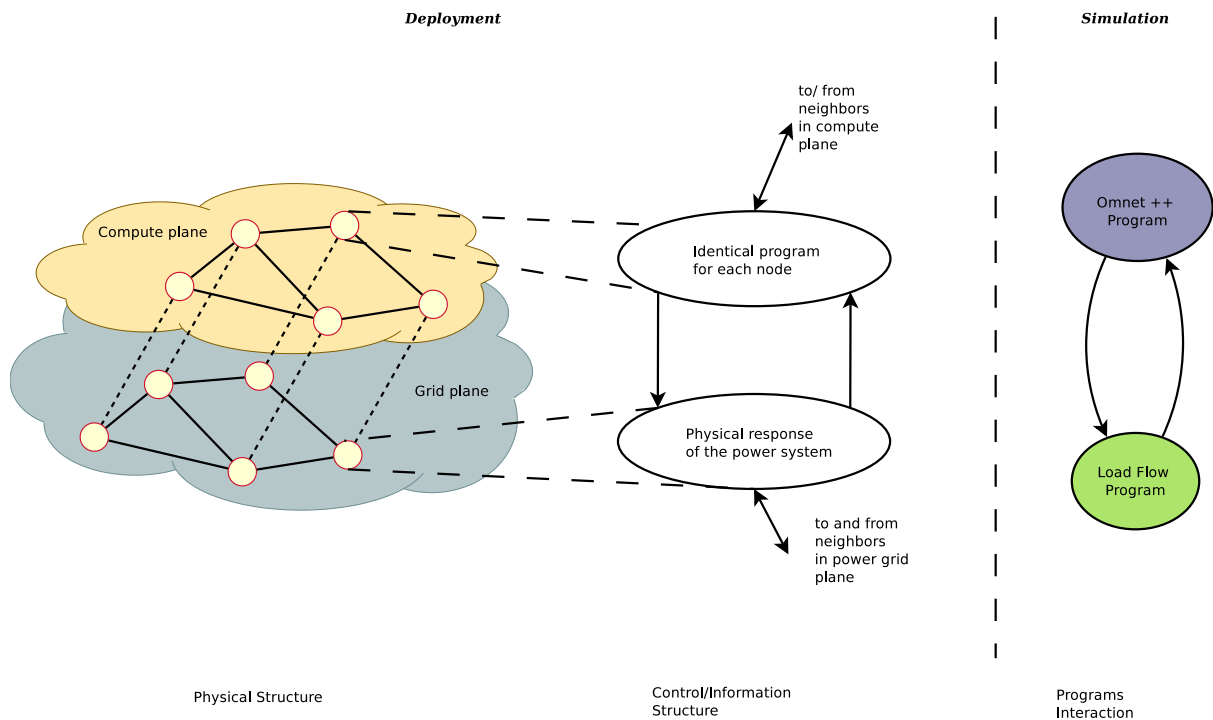 Deployment
Simulation
to/ from
neighbors
in compute
plane
Compute plane
Identical program
for each node
Omnet ++
Program
Grid plane
Physical response
of the power system
Load Flow
Program
to and from
neighbors
in power grid
plane
Physical Structure
Control/Information
Structure
Programs
Interaction